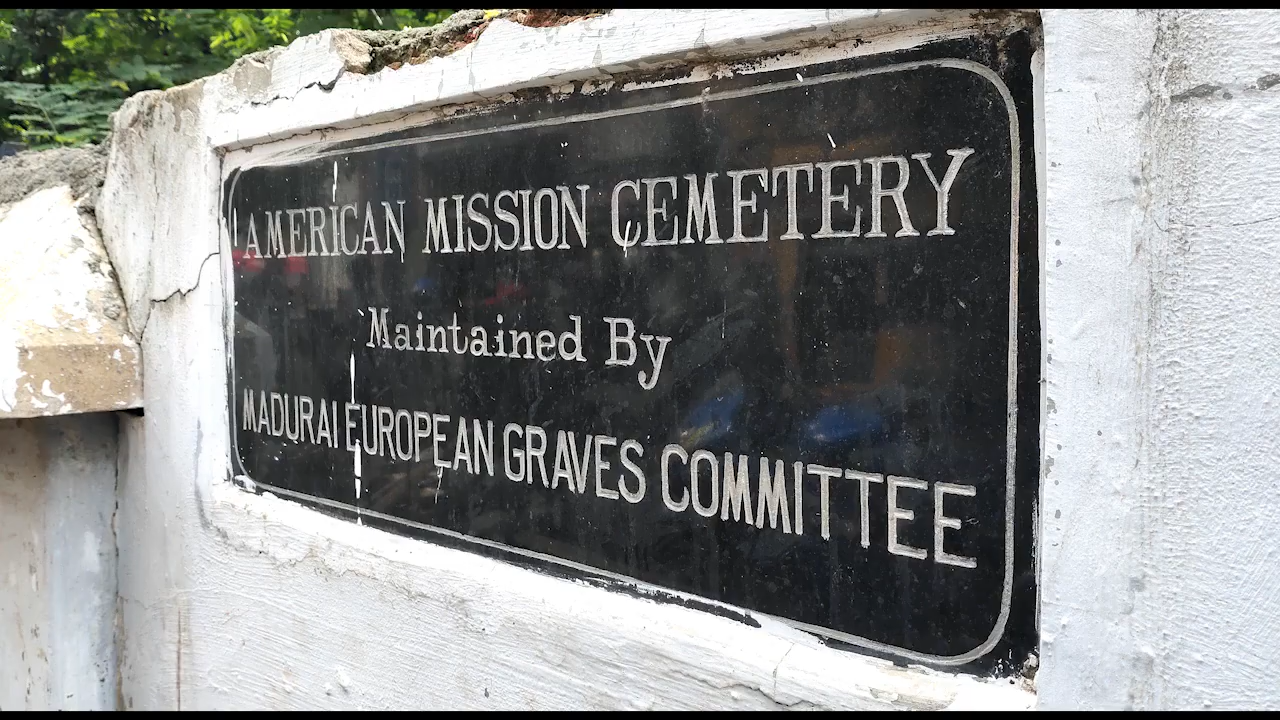 AMERICAN MISSION CEMETERY
Maintained By
MADURAI EUROPEAN GRAVES COMMITTEE